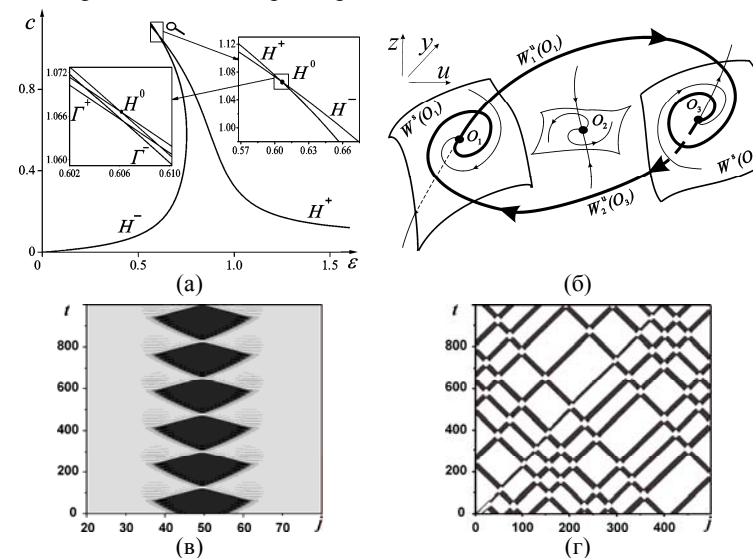 c
0.8
0.4
0
0 0.5 1.0 1.5 ε
H⁻
H⁺
1.12
1.08
1.04
1.00
0.57 0.60 0.63 0.66
H⁺
H⁰
H⁻
1.072
1.066
1.060
0.602 0.606 0.610
Γ⁺
H⁰
Γ⁻
(а)
z
y
u
W₁ᵘ(O₁)
Wˢ(O₁)
O₁
O₂
O₃
W₂ᵘ(O₃)
(б)
t
800
600
400
200
0
20 30 40 50 60 70 j
(в)
t
800
600
400
200
0
0 100 200 300 400 j
(г)